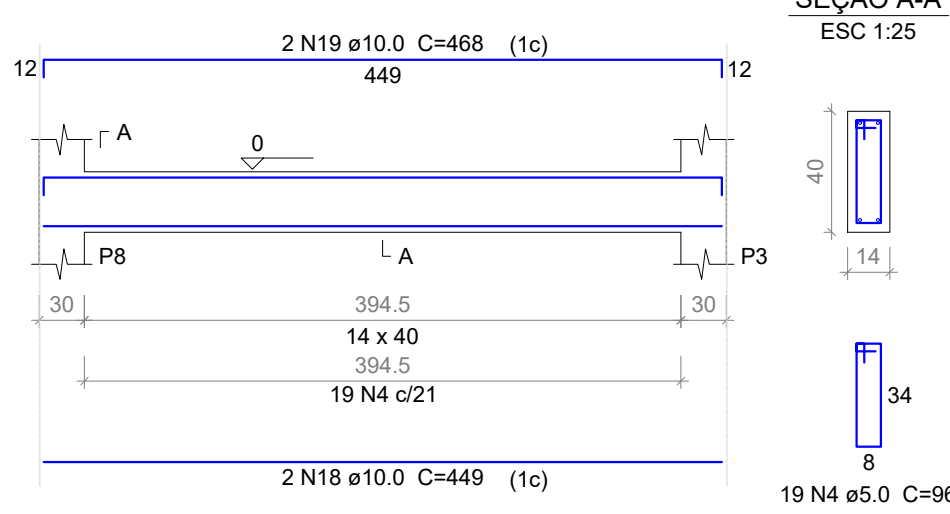 SEÇÃO A-A
ESC 1:25
2 N19 ø10.0 C=468 (1c)
12
449
12
A
0
40
P8
A
P3
14
30
394.5
30
14 x 40
394.5
19 N4 c/21
34
8
2 N18 ø10.0 C=449 (1c)
19 N4 ø5.0 C=96